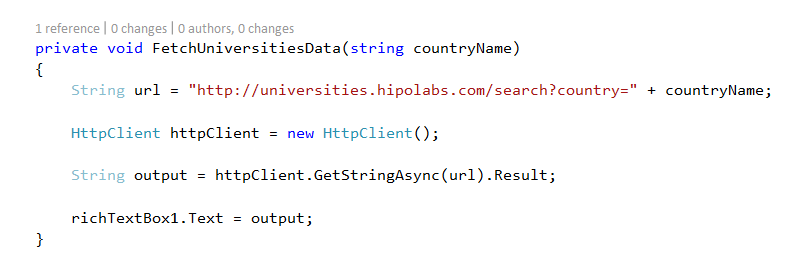 1 reference | 0 changes | 0 authors, 0 changes
private void FetchUniversitiesData(string countryName)
{
String url = "http://universities.hipolabs.com/search?country=" + countryName;
HttpClient httpClient = new HttpClient();
String output = httpClient.GetStringAsync(url).Result;
richTextBox1.Text = output;
}